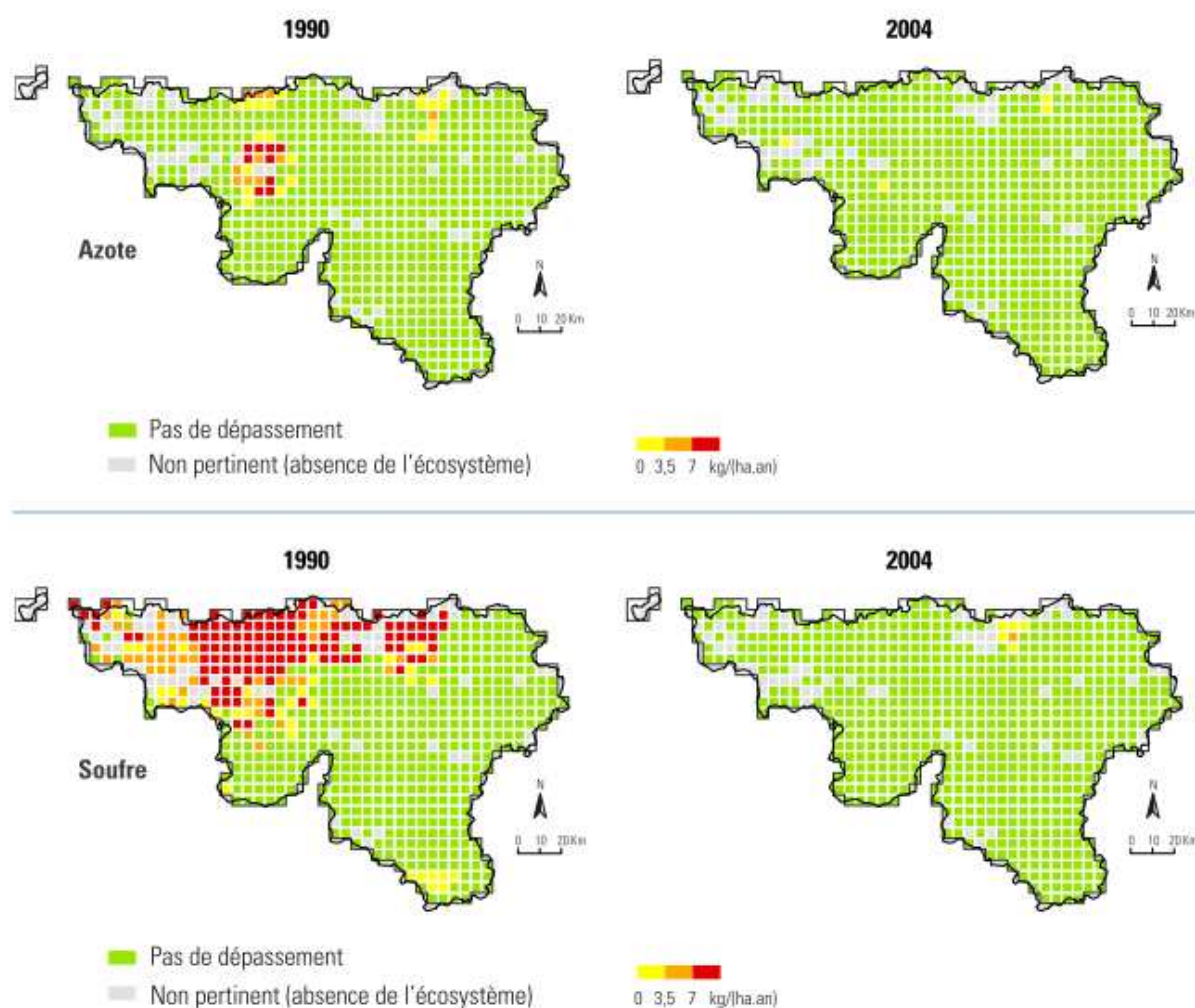 1990
2004
Azote
N
0 10 20 Km
N
0 10 20 Km
Pas de dépassement
Non pertinent (absence de l'écosystème)
0 3,5 7 kg/(ha.an)
1990
2004
Soufre
N
0 10 20 Km
N
0 10 20 Km
Pas de dépassement
Non pertinent (absence de l'écosystème)
0 3,5 7 kg/(ha.an)